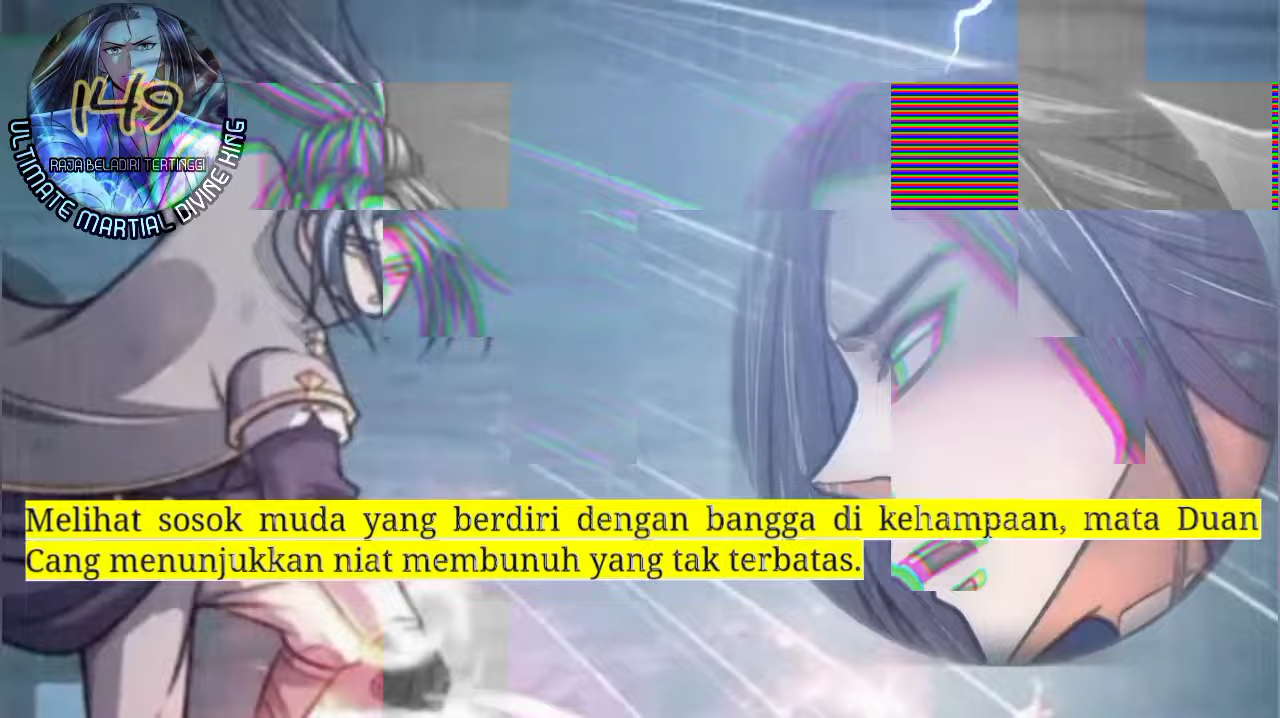 149
RAJA BELADIRI TERTINGGI
ULTIMATE MARTIAL DIVINE KING
Melihat sosok muda yang berdiri dengan bangga di kehampaan, mata Duan
Cang menunjukkan niat membunuh yang tak terbatas.